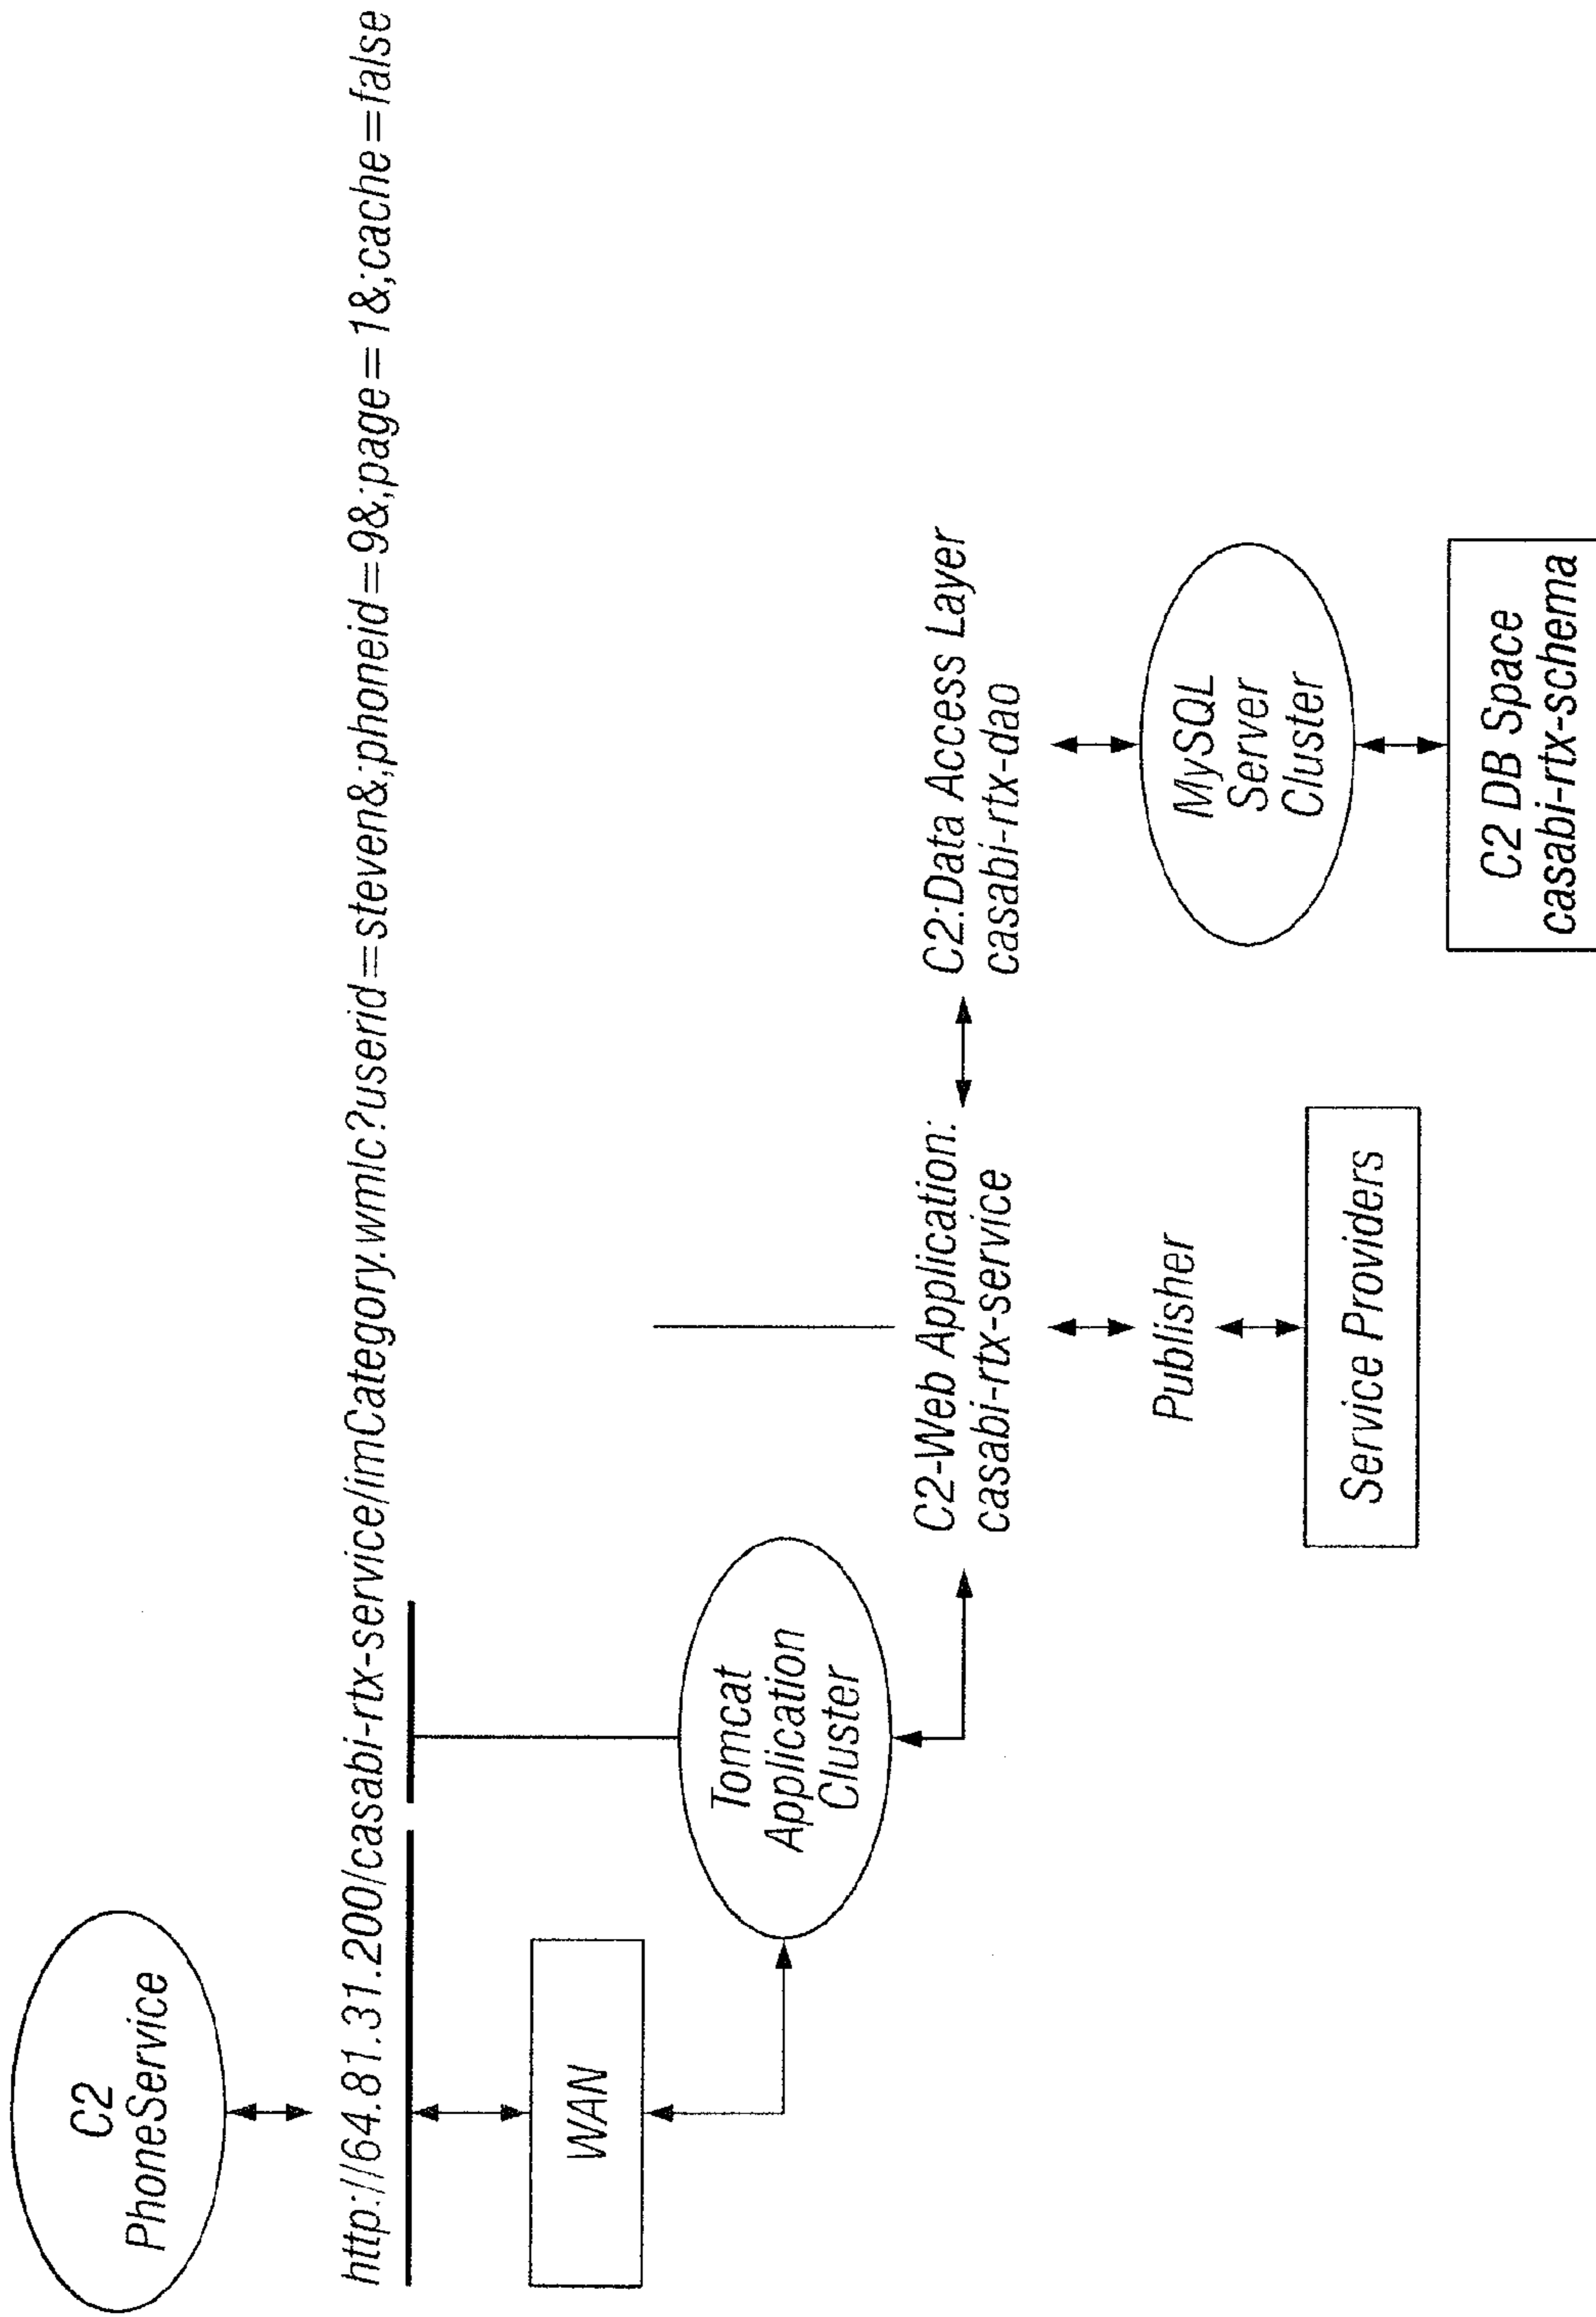 C2
PhoneService
http://64.81.31.200/casabi-rtx-service/imCategory.wmlc?userid=steven&;phoneid=9&;page=1&;cache=false
WAN
Tomcat
Application
Cluster
C2-Web Application:
casabi-rtx-service
C2:Data Access Layer
casabi-rtx-dao
Publisher
MySQL
Server
Cluster
Service Providers
C2 DB Space
casabi-rtx-schema